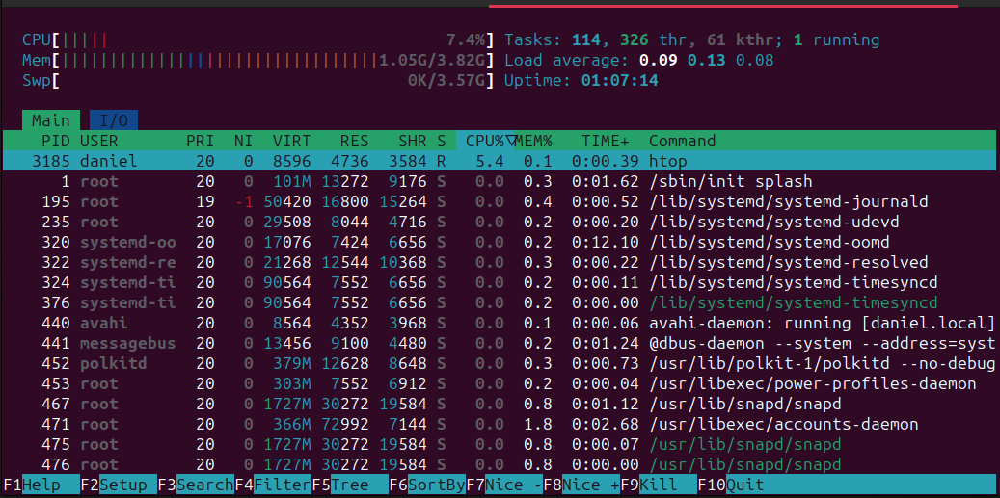 CPU[||||| 7.4%] Tasks: 114, 326 thr, 61 kthr; 1 running
Mem[|||||||||||||||||||||||||||||||||1.05G/3.82G] Load average: 0.09 0.13 0.08
Swp[ 0K/3.57G] Uptime: 01:07:14
Main I/O
PID USER PRI NI VIRT RES SHR S CPU%▽MEM% TIME+ Command
3185 daniel 20 0 8596 4736 3584 R 5.4 0.1 0:00.39 htop
1 root 20 0 101M 13272 9176 S 0.0 0.3 0:01.62 /sbin/init splash
195 root 19 -1 50420 16800 15264 S 0.0 0.4 0:00.52 /lib/systemd/systemd-journald
235 root 20 0 29508 8044 4716 S 0.0 0.2 0:00.20 /lib/systemd/systemd-udevd
320 systemd-oo 20 0 17076 7424 6656 S 0.0 0.2 0:12.10 /lib/systemd/systemd-oomd
322 systemd-re 20 0 21268 12544 10368 S 0.0 0.3 0:00.22 /lib/systemd/systemd-resolved
324 systemd-ti 20 0 90564 7552 6656 S 0.0 0.2 0:00.11 /lib/systemd/systemd-timesyncd
376 systemd-ti 20 0 90564 7552 6656 S 0.0 0.2 0:00.00 /lib/systemd/systemd-timesyncd
440 avahi 20 0 8564 4352 3968 S 0.0 0.1 0:00.06 avahi-daemon: running [daniel.local]
441 messagebus 20 0 13456 9100 4480 S 0.0 0.2 0:01.24 @dbus-daemon --system --address=syst
452 polkitd 20 0 379M 12628 8648 S 0.0 0.3 0:00.73 /usr/lib/polkit-1/polkitd --no-debug
453 root 20 0 303M 7552 6912 S 0.0 0.2 0:00.04 /usr/libexec/power-profiles-daemon
467 root 20 0 1727M 30272 19584 S 0.0 0.8 0:01.12 /usr/lib/snapd/snapd
471 root 20 0 366M 72992 7144 S 0.0 1.8 0:02.68 /usr/libexec/accounts-daemon
475 root 20 0 1727M 30272 19584 S 0.0 0.8 0:00.07 /usr/lib/snapd/snapd
476 root 20 0 1727M 30272 19584 S 0.0 0.8 0:00.00 /usr/lib/snapd/snapd
F1Help F2Setup F3SearchF4FilterF5Tree F6SortByF7Nice -F8Nice +F9Kill F10Quit